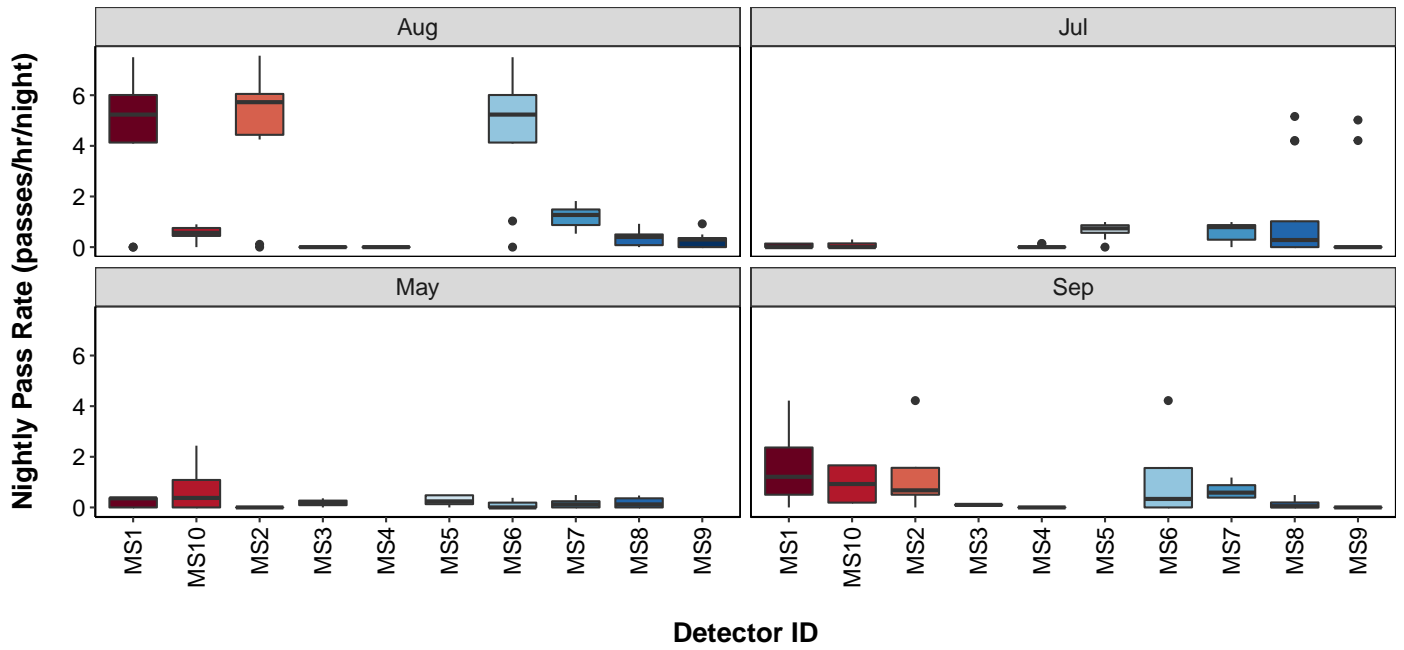 Aug
Jul
6
4
2
0
May
Sep
6
4
2
0
MS1
MS10
MS2
MS3
MS4
MS5
MS6
MS7
MS8
MS9
MS1
MS10
MS2
MS3
MS4
MS5
MS6
MS7
MS8
MS9
Nightly Pass Rate (passes/hr/night)
Detector ID